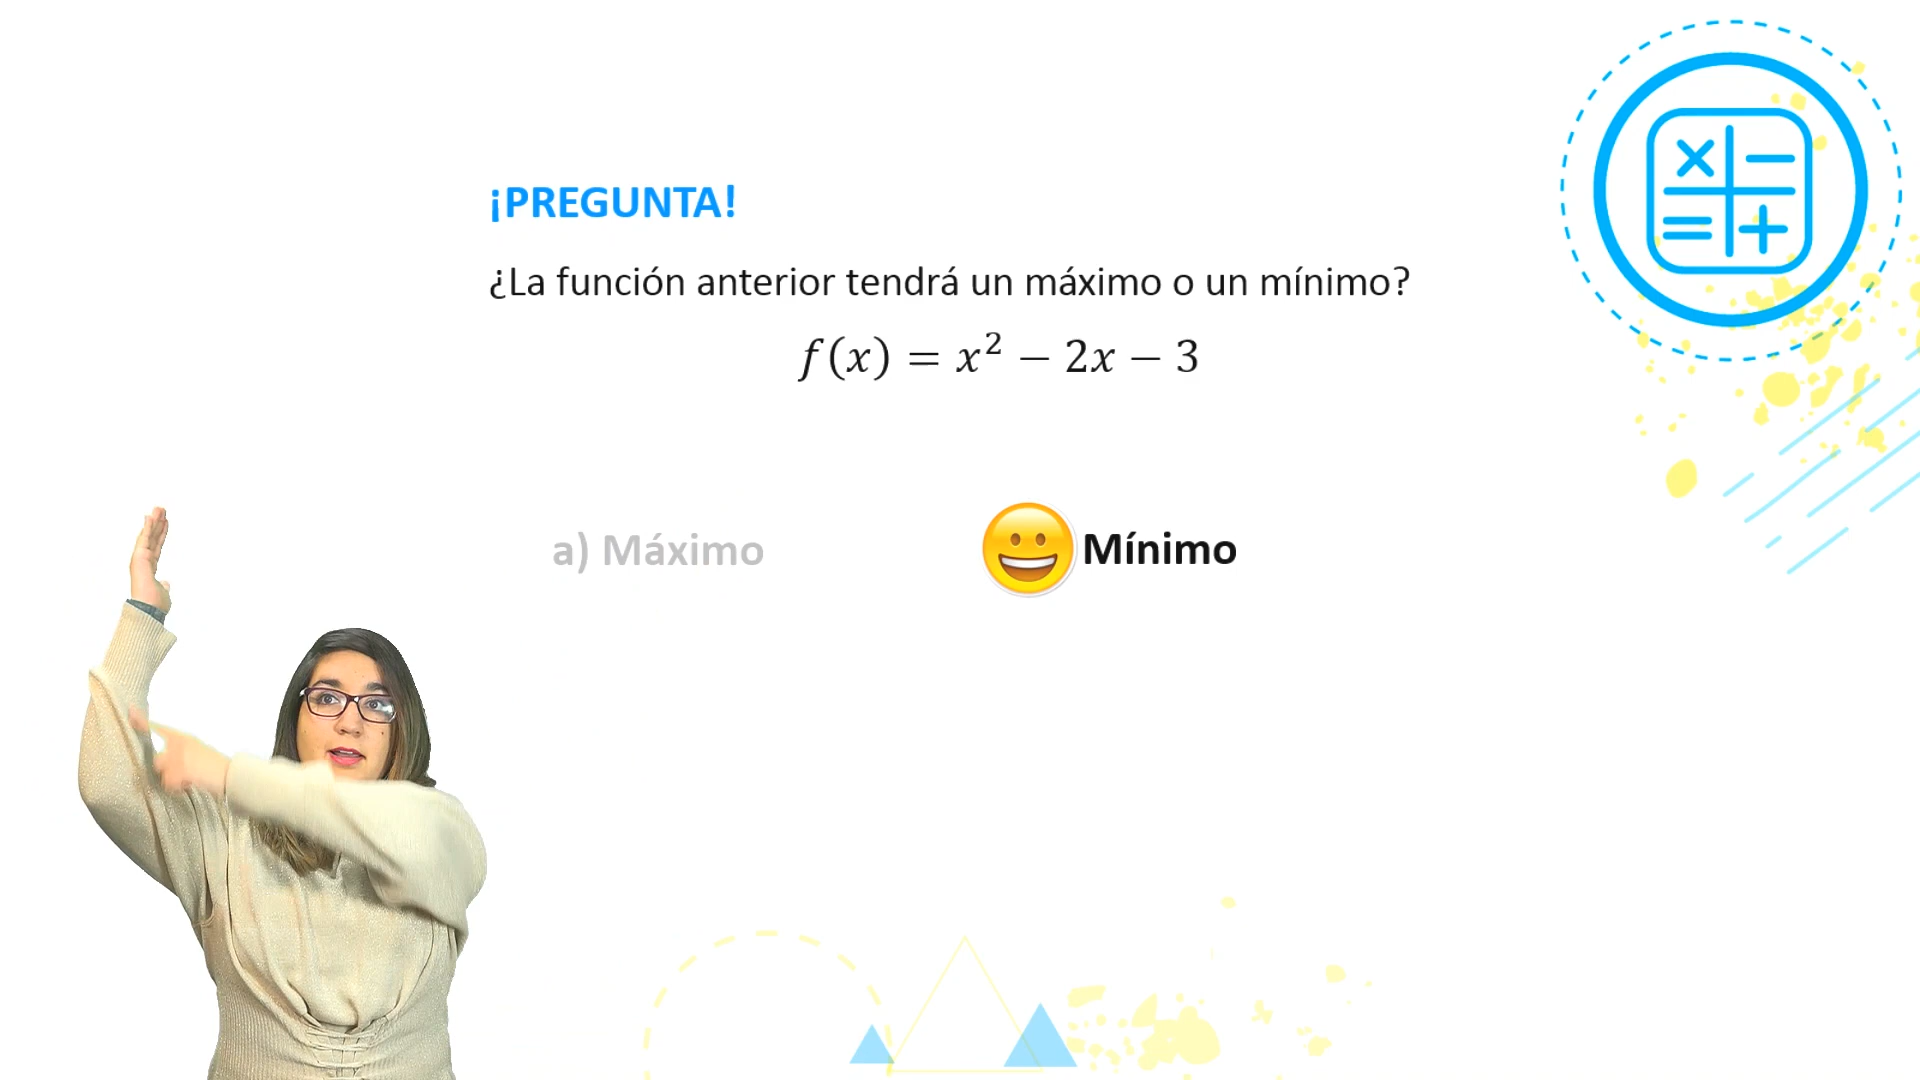 ¡PREGUNTA!
¿La función anterior tendrá un máximo o un mínimo?
f(x) = x² − 2x − 3
a) Máximo
Mínimo